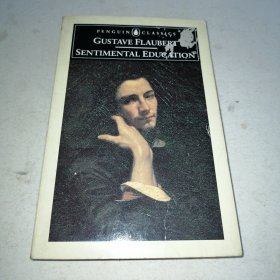 PENGUIN CLASSICS
GUSTAVE FLAUBERT
SENTIMENTAL EDUCATION